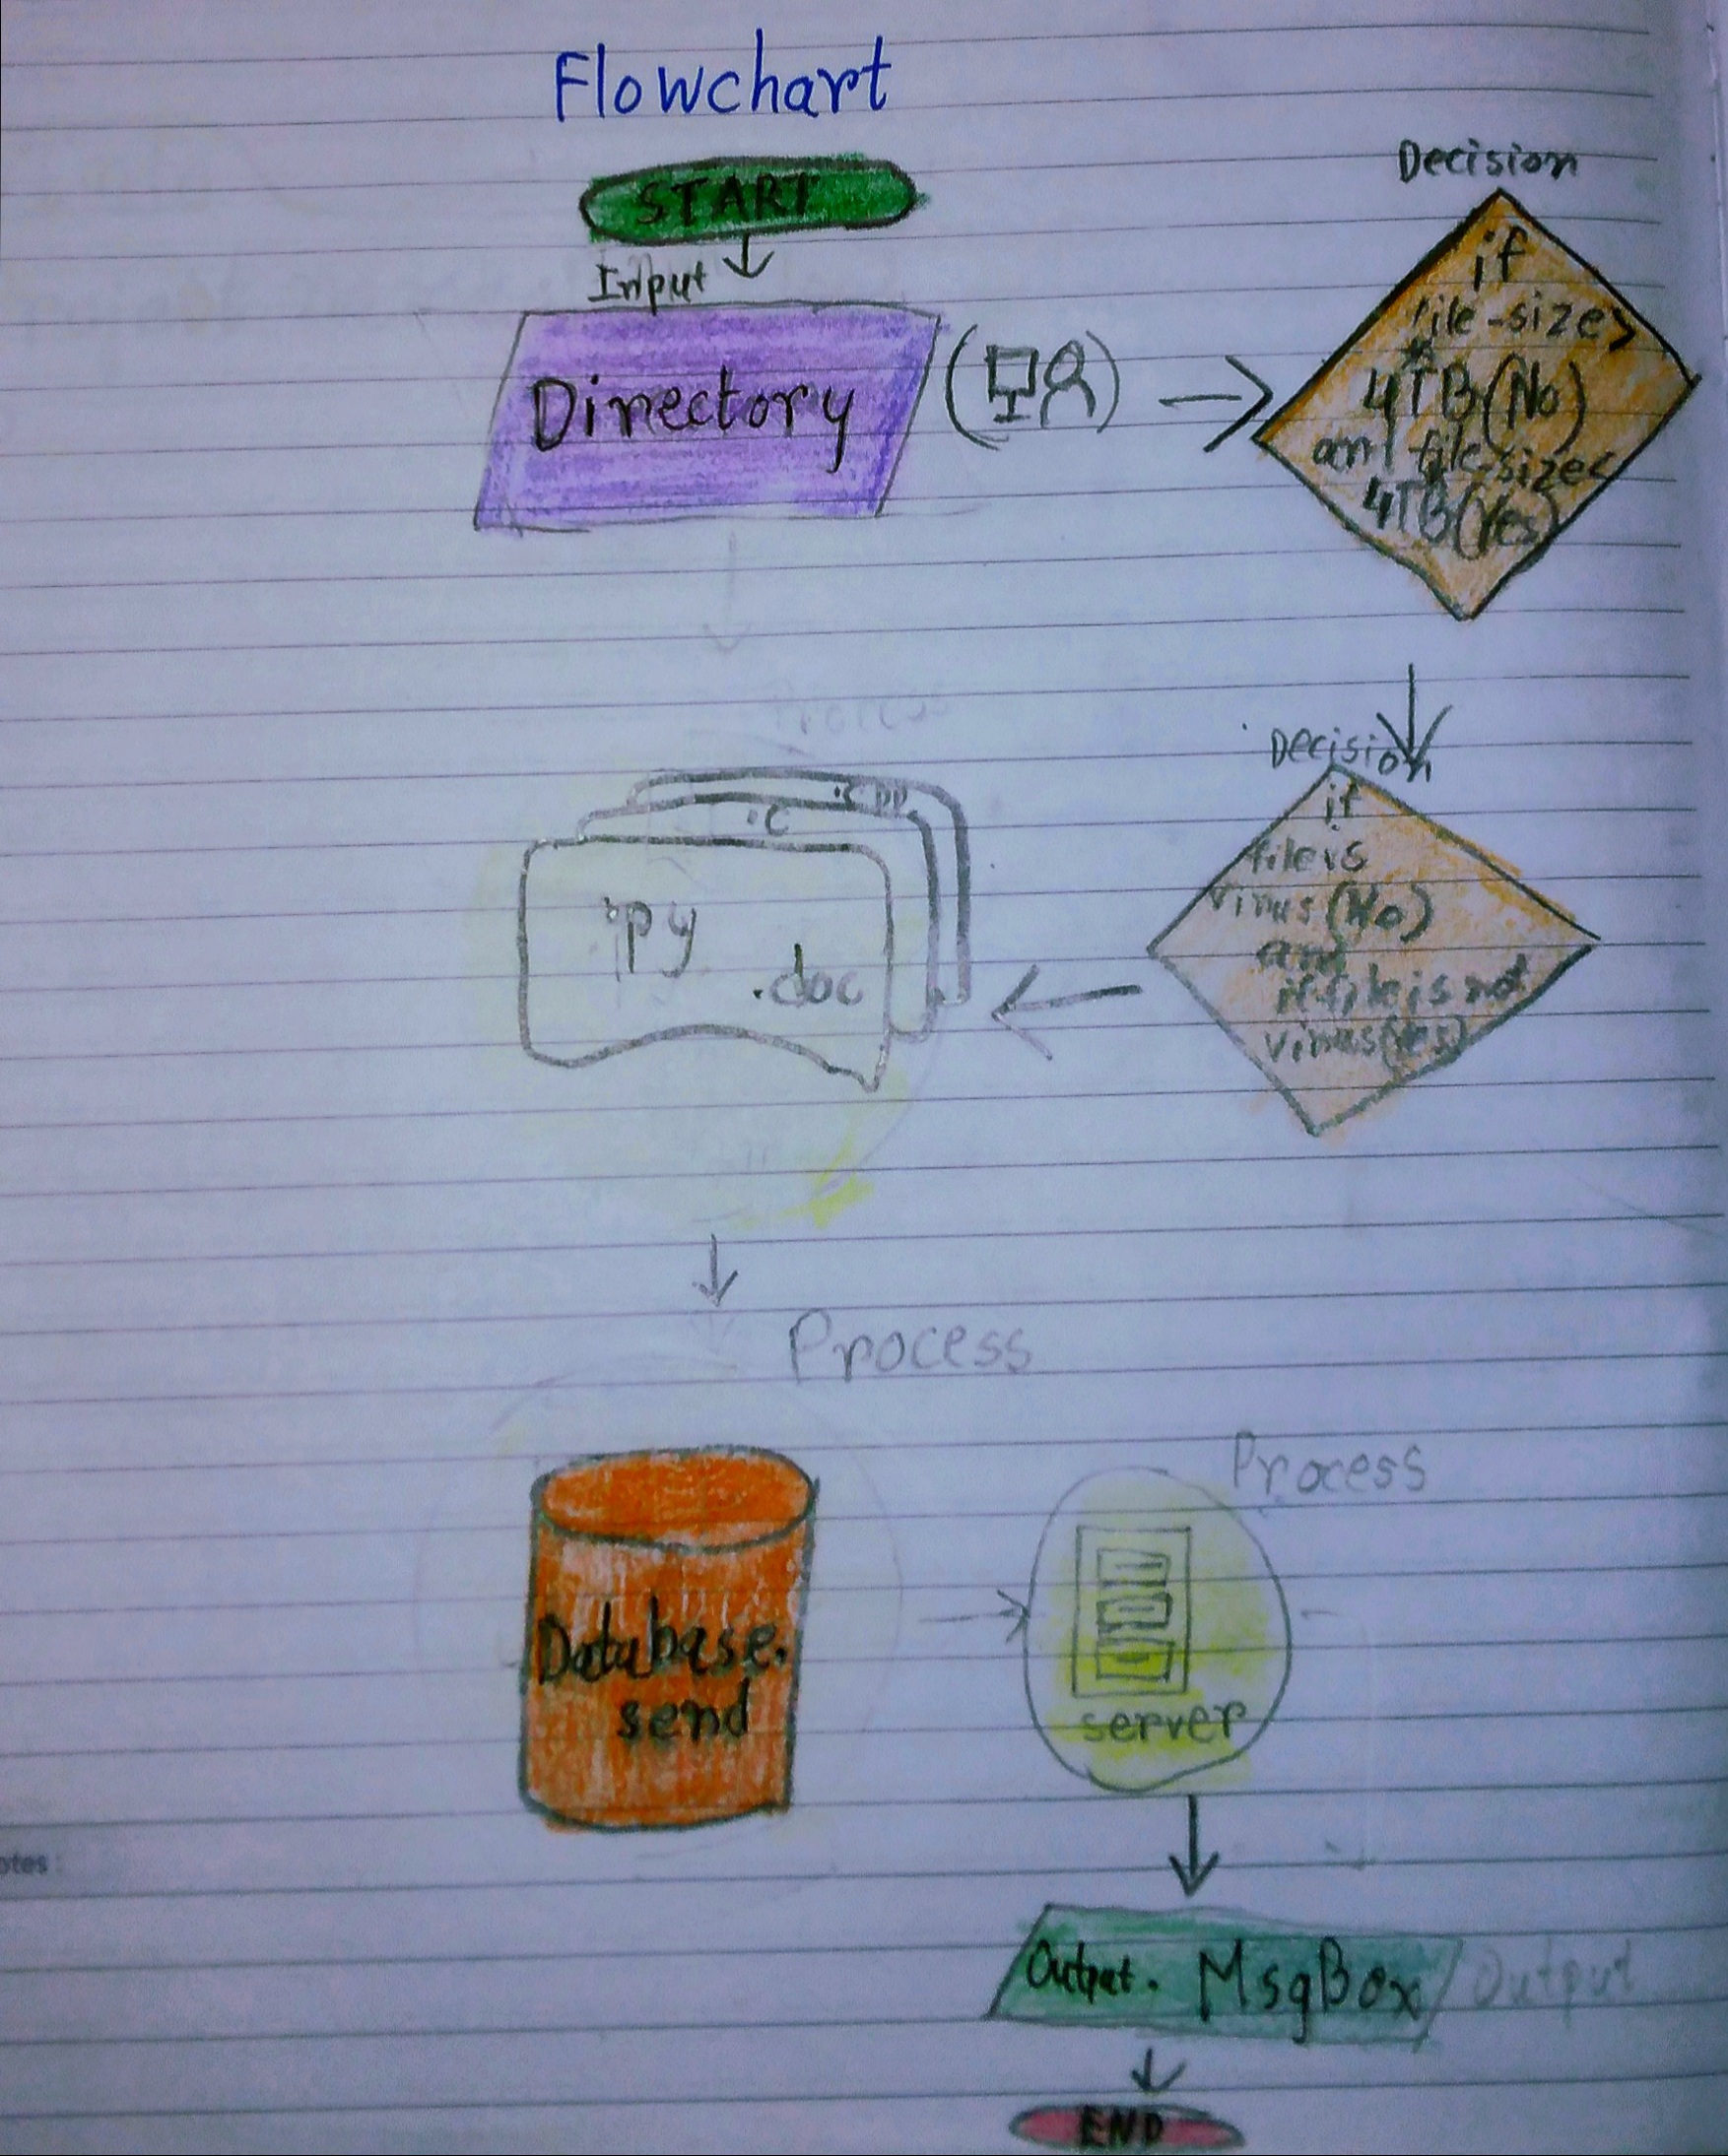 Flowchart
START
Input
Directory
Decision
if
file-size>
4TB(No)
and file-size<
4TB(Yes)
Decision
if
file is
virus(No)
and
if file is not
virus(Yes)
Process
.cpp
.c
.py
.doc
Process
Database.
send
Process
server
Output. MsgBox
Output
END
otes :